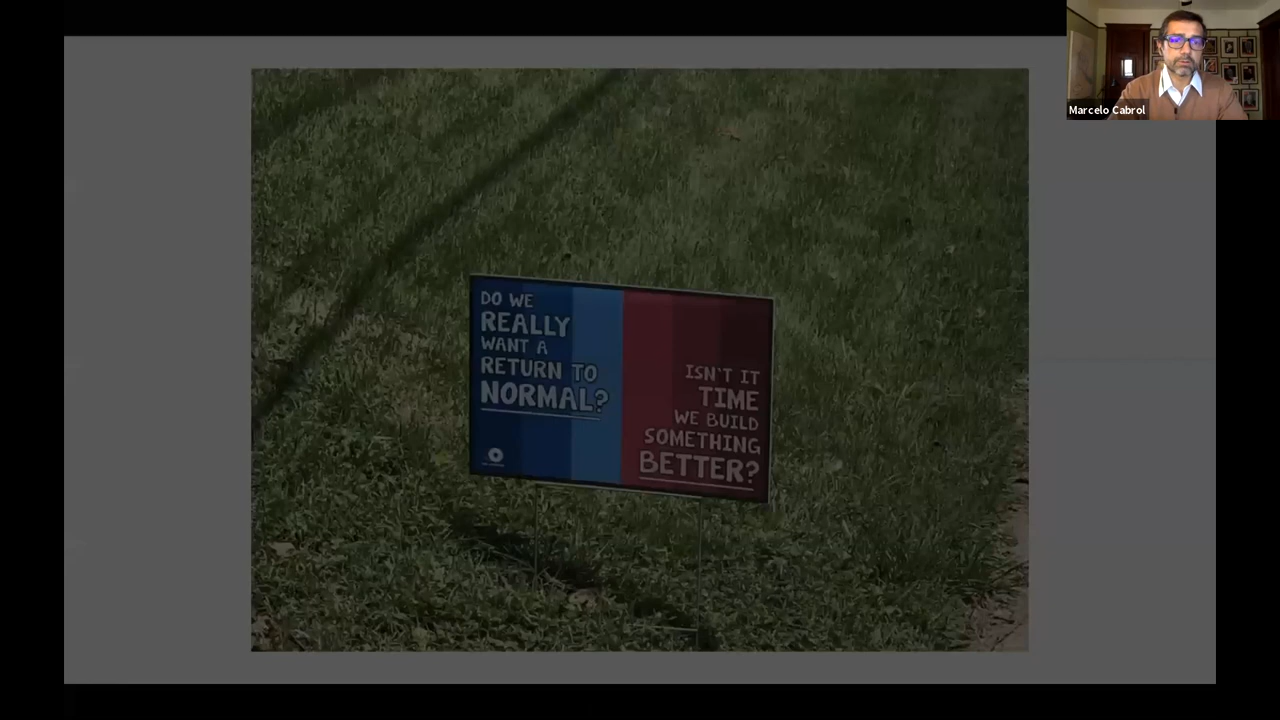 DO WE
REALLY
WANT A
RETURN TO
NORMAL?
ISN'T IT
TIME
WE BUILD
SOMETHING
BETTER?
Marcelo Cabrol